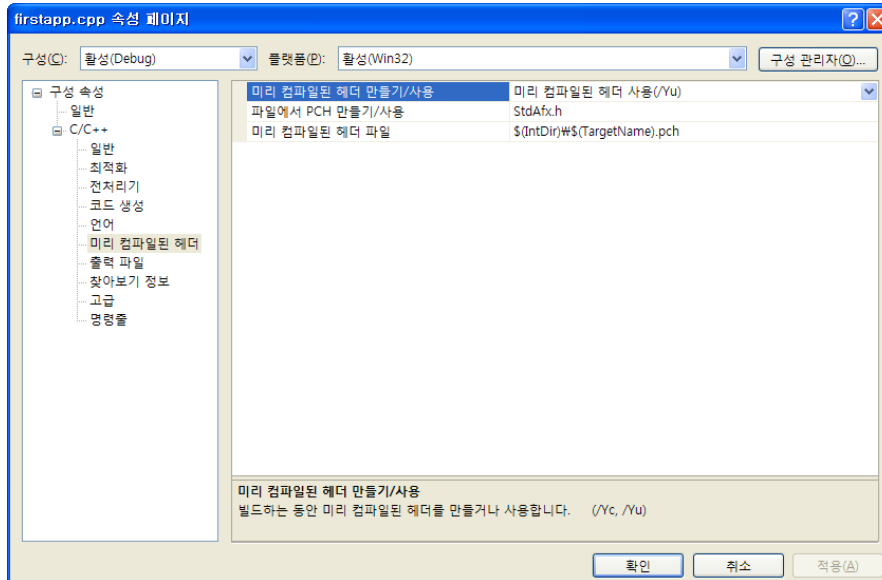 firstapp.cpp 속성 페이지
구성(C): 활성(Debug) 플랫폼(P): 활성(Win32) 구성 관리자(O)...
구성 속성
일반
C/C++
일반
최적화
전처리기
코드 생성
언어
미리 컴파일된 헤더
출력 파일
찾아보기 정보
고급
명령줄
미리 컴파일된 헤더 만들기/사용 미리 컴파일된 헤더 사용(/Yu)
파일에서 PCH 만들기/사용 StdAfx.h
미리 컴파일된 헤더 파일 $(IntDir)₩$(TargetName).pch
미리 컴파일된 헤더 만들기/사용
빌드하는 동안 미리 컴파일된 헤더를 만들거나 사용합니다. (/Yc, /Yu)
확인 취소 적용(A)